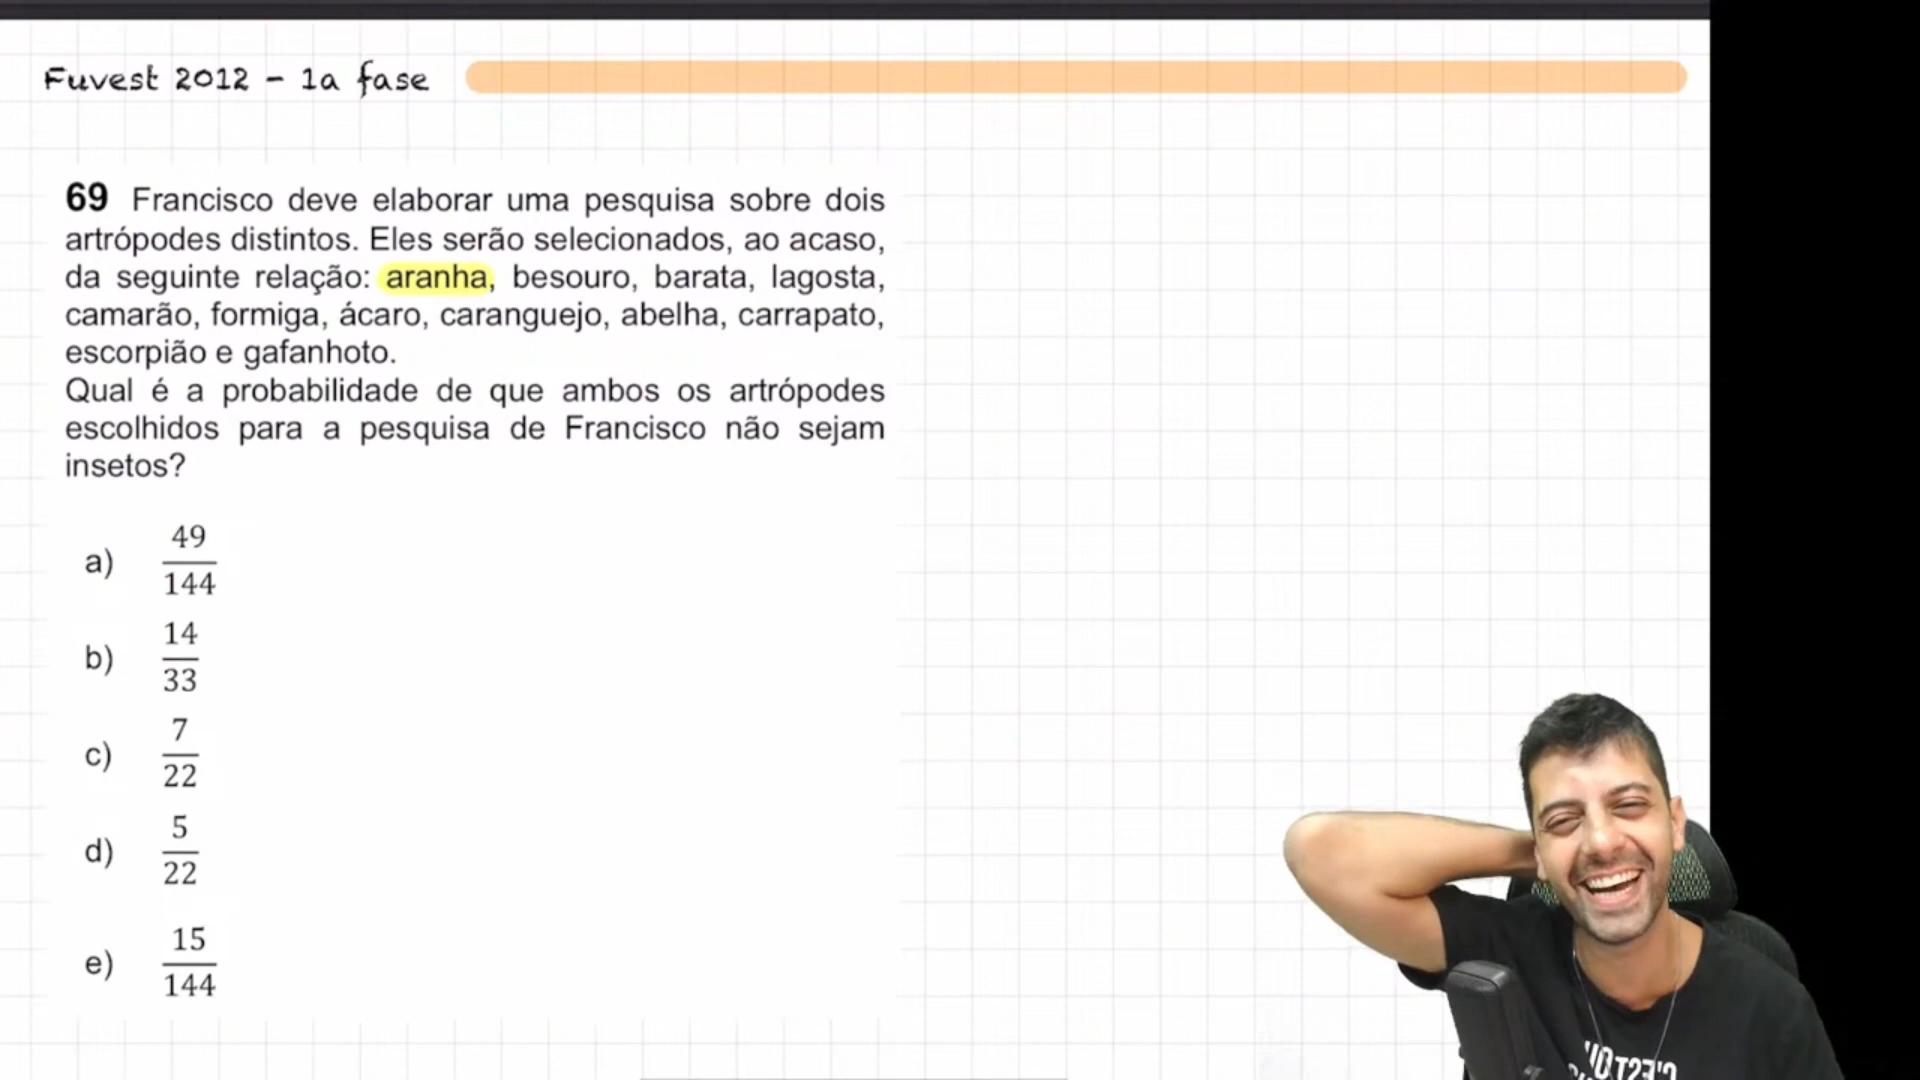 Fuvest 2012 - 1a fase
69 Francisco deve elaborar uma pesquisa sobre dois
artrópodes distintos. Eles serão selecionados, ao acaso,
da seguinte relação: aranha, besouro, barata, lagosta,
camarão, formiga, ácaro, caranguejo, abelha, carrapato,
escorpião e gafanhoto.
Qual é a probabilidade de que ambos os artrópodes
escolhidos para a pesquisa de Francisco não sejam
insetos?
a) 49/144
b) 14/33
c) 7/22
d) 5/22
e) 15/144